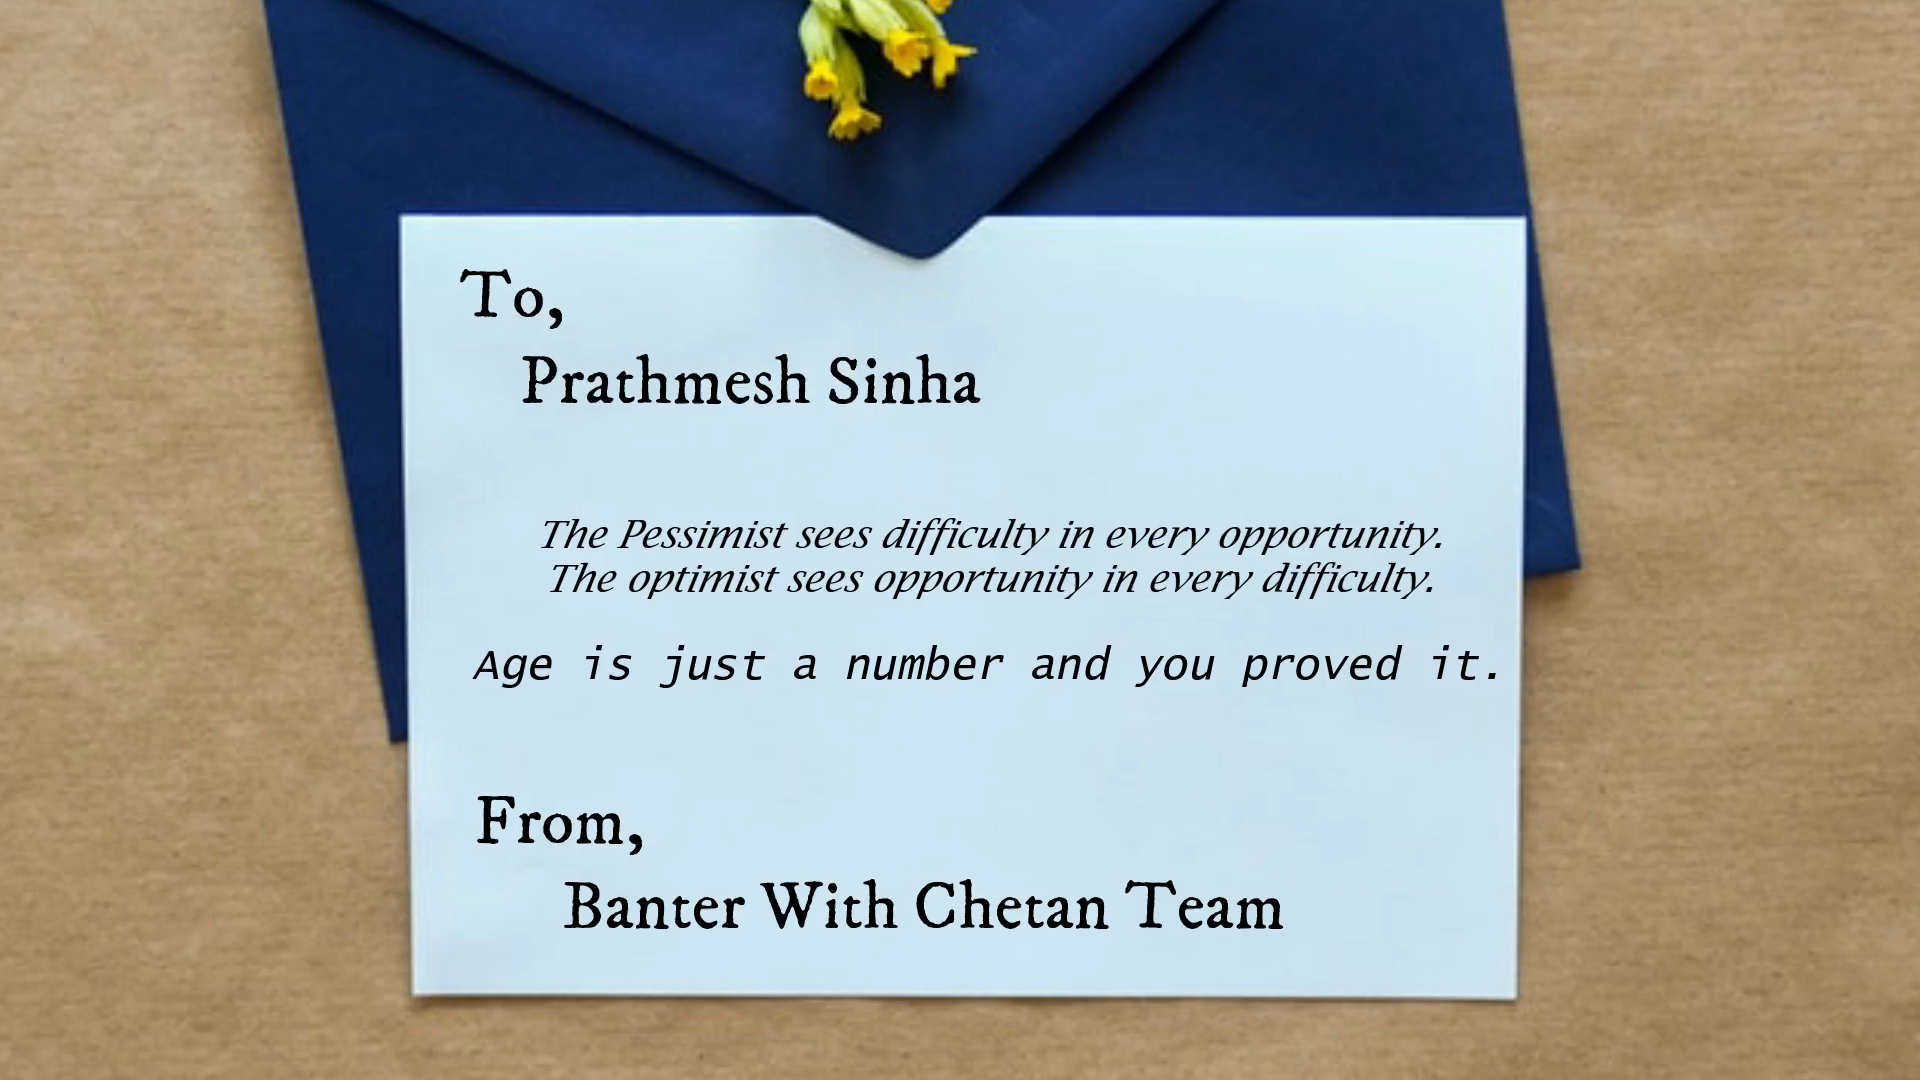 To,
Prathmesh Sinha
The Pessimist sees difficulty in every opportunity.
The optimist sees opportunity in every difficulty.
Age is just a number and you proved it.
From,
Banter With Chetan Team